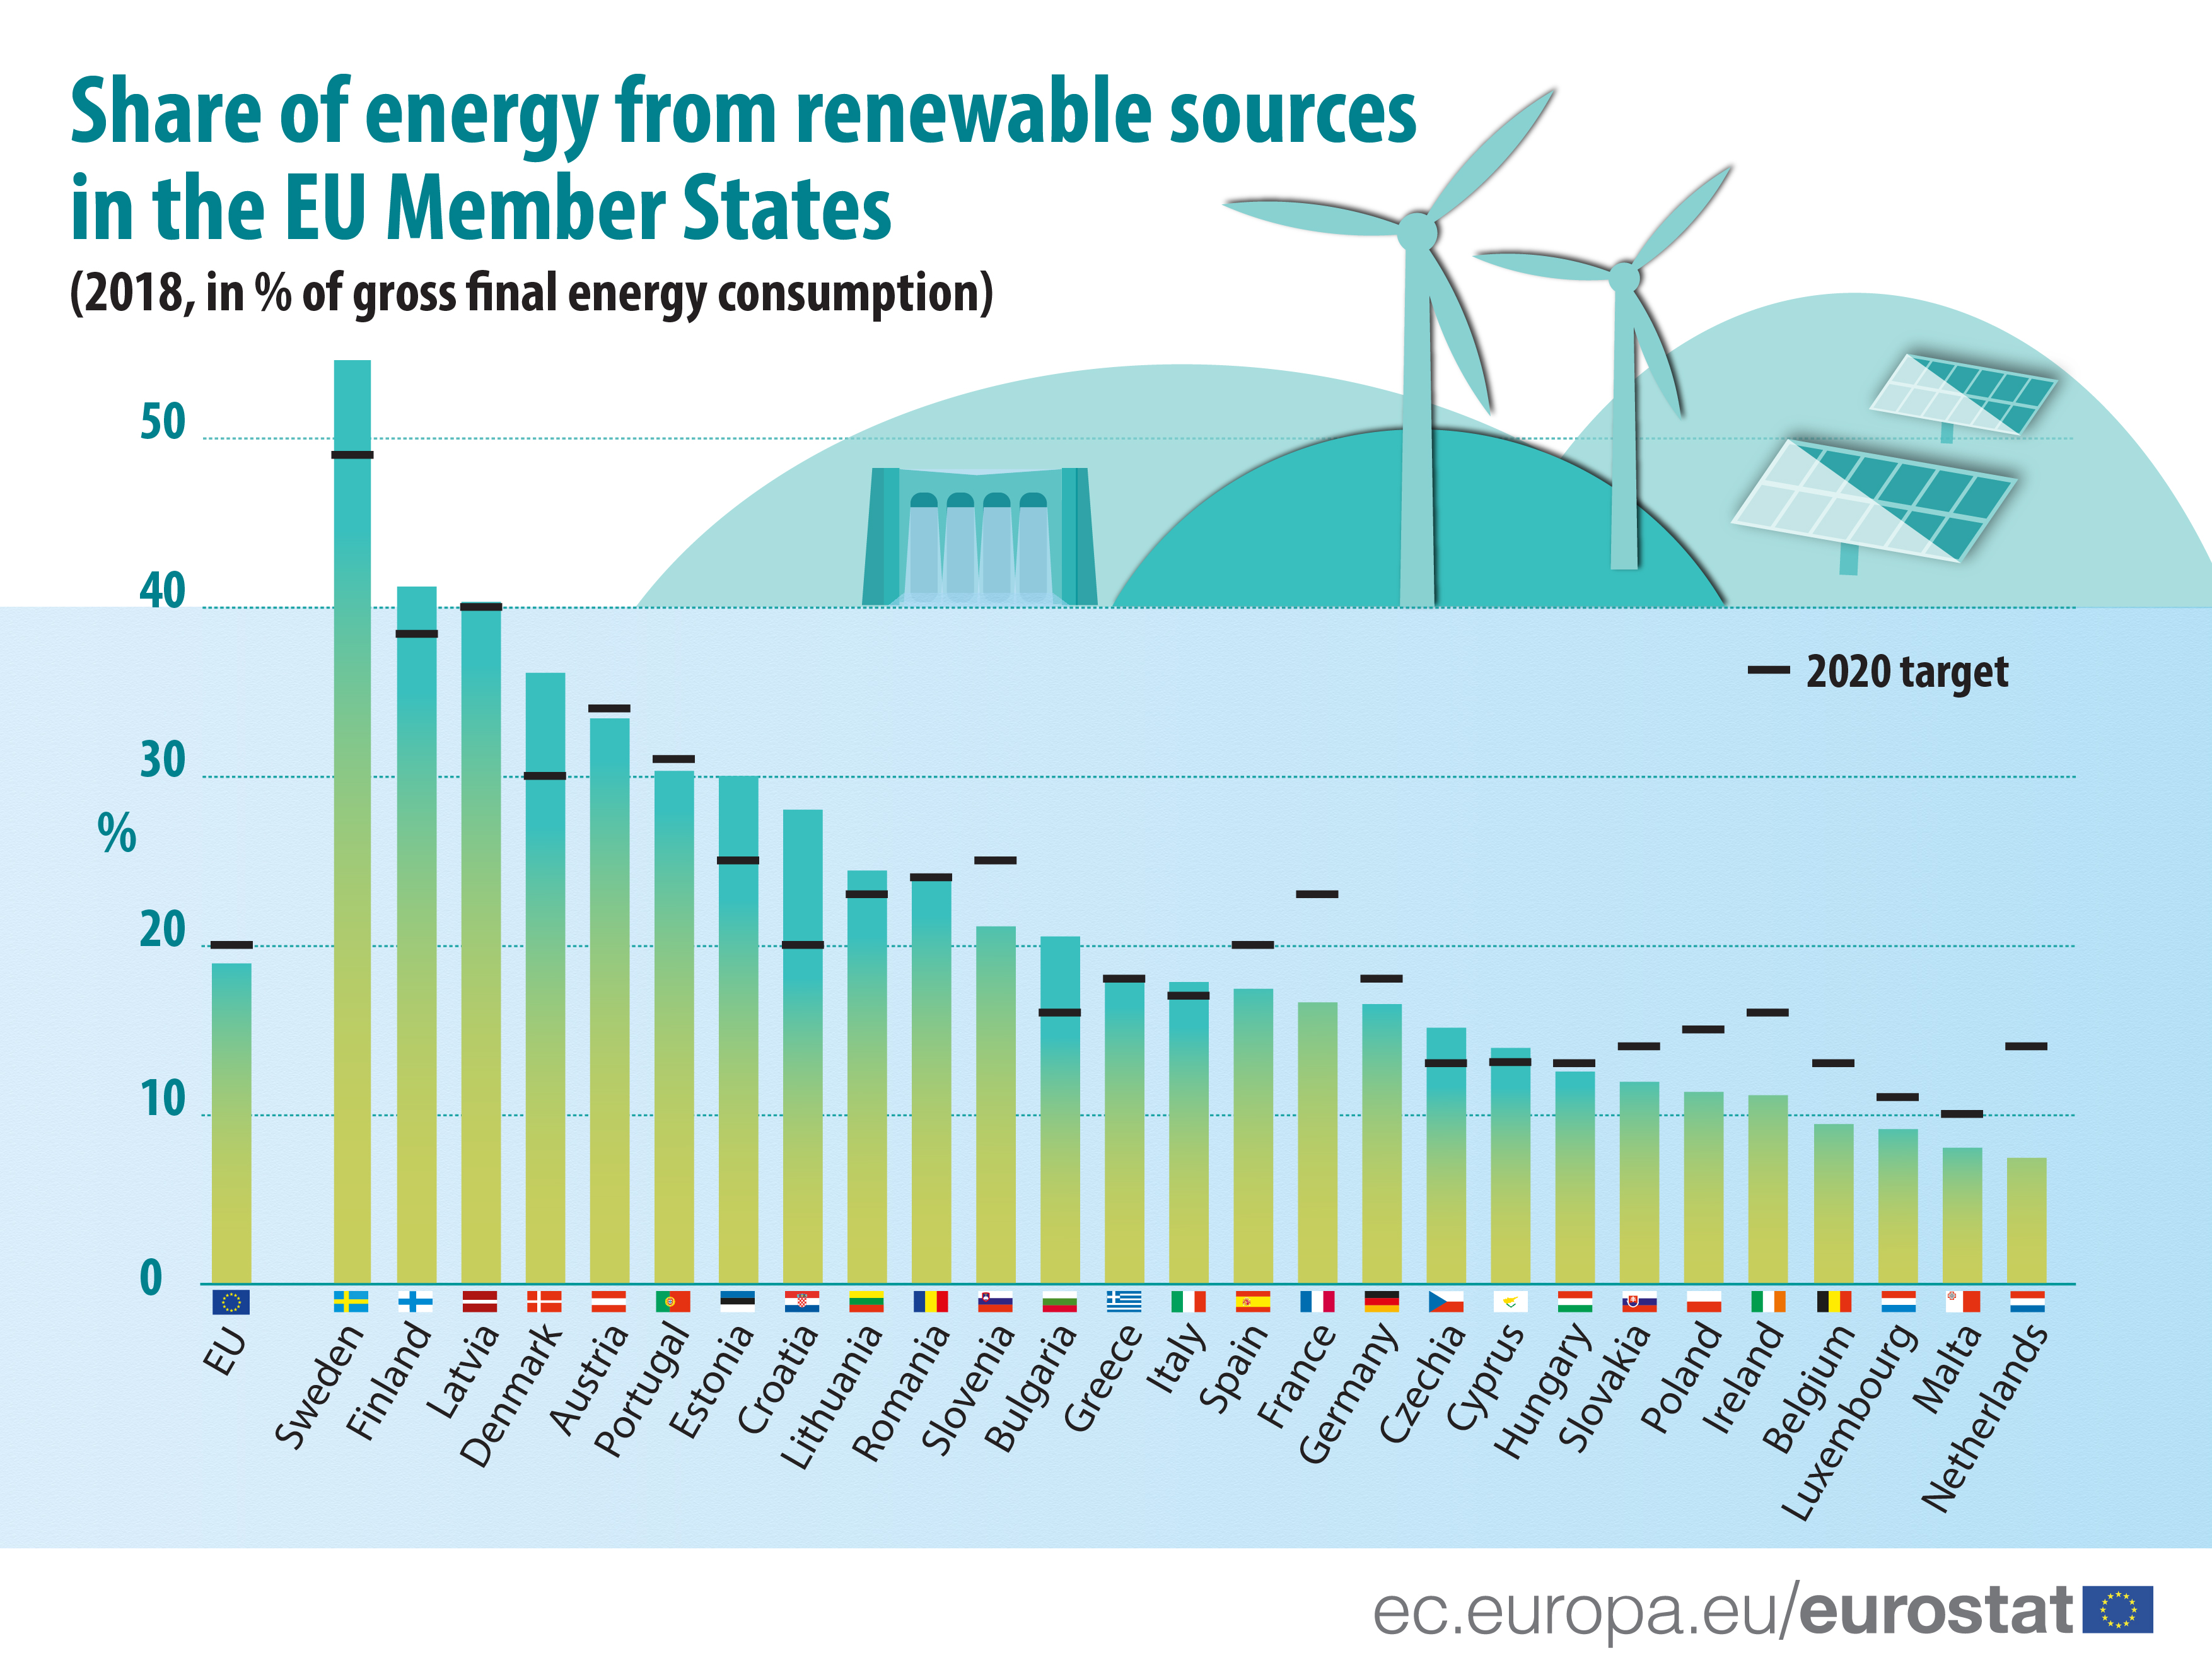 Share of energy from renewable sources
in the EU Member States
(2018, in % of gross final energy consumption)
50
40
2020 target
30
%
20
10
0
EU
Sweden
Finland
Latvia
Denmark
Austria
Portugal
Estonia
Croatia
Lithuania
Romania
Slovenia
Bulgaria
Greece
Italy
Spain
France
Germany
Czechia
Cyprus
Hungary
Slovakia
Poland
Ireland
Belgium
Luxembourg
Malta
Netherlands
ec.europa.eu/eurostat